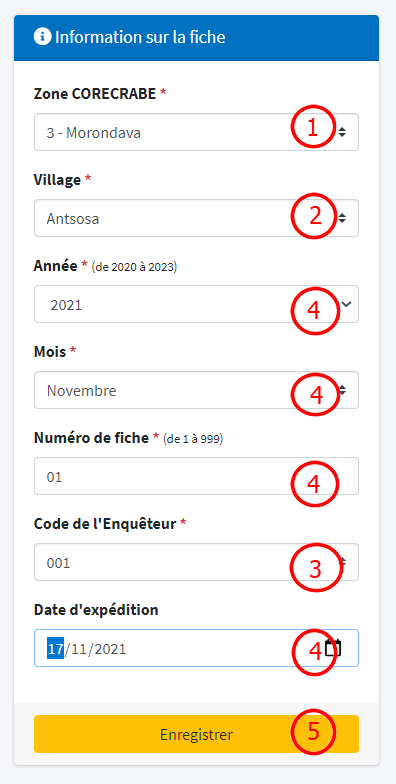 Information sur la fiche
Zone CORECRABE *
3 - Morondava 1
Village *
Antsosa 2
Année * (de 2020 à 2023)
2021 4
Mois *
Novembre 4
Numéro de fiche * (de 1 à 999)
01 4
Code de l'Enquêteur *
001 3
Date d'expédition
17/11/2021 4
Enregistrer 5